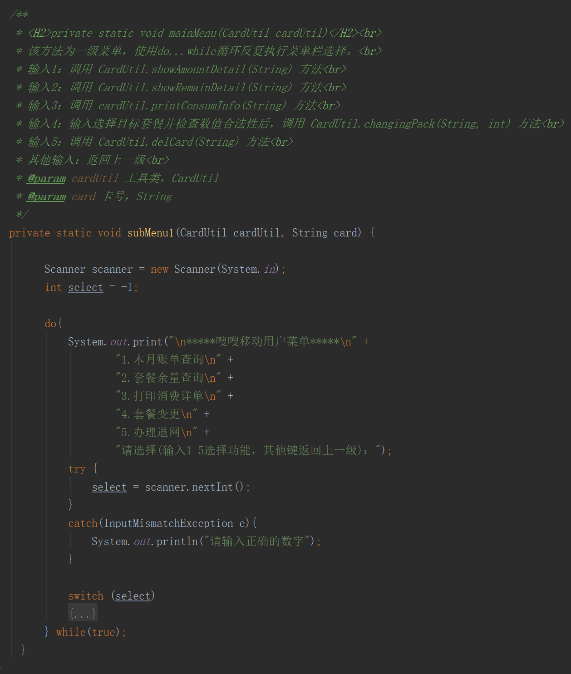 /**
* <H2>private static void mainMenu(CardUtil cardutil)</H2><br>
* 该方法为一级菜单，使用do...while循环反复执行菜单栏选择。<br>
* 输入1：调用 CardUtil.showAmountDetail(String) 方法<br>
* 输入2：调用 CardUtil.showRemainDetail(String) 方法<br>
* 输入3：调用 cardUtil.printConsumInfo(String) 方法<br>
* 输入4：输入选择目标套餐并检查数值合法性后，调用 CardUtil.changingPack(String, int) 方法<br>
* 输入5：调用 CardUtil.delCard(String) 方法<br>
* 其他输入：返回上一级<br>
* @param cardUtil 工具类，CardUtil
* @param card 卡号，String
*/
private static void subMenu1(CardUtil cardUtil, String card) {
Scanner scanner = new Scanner(System.in);
int select = -1;
do{
System.out.print("\n*****嗖嗖移动用户菜单*****\n" +
"1.本月账单查询\n" +
"2.套餐余量查询\n" +
"3.打印消费详单\n" +
"4.套餐变更\n" +
"5.办理退网\n" +
"请选择(输入1~5选择功能，其他键返回上一级)：");
try {
select = scanner.nextInt();
}
catch(InputMismatchException e){
System.out.println("请输入正确的数字");
}
switch (select)
{...}
} while(true);
}